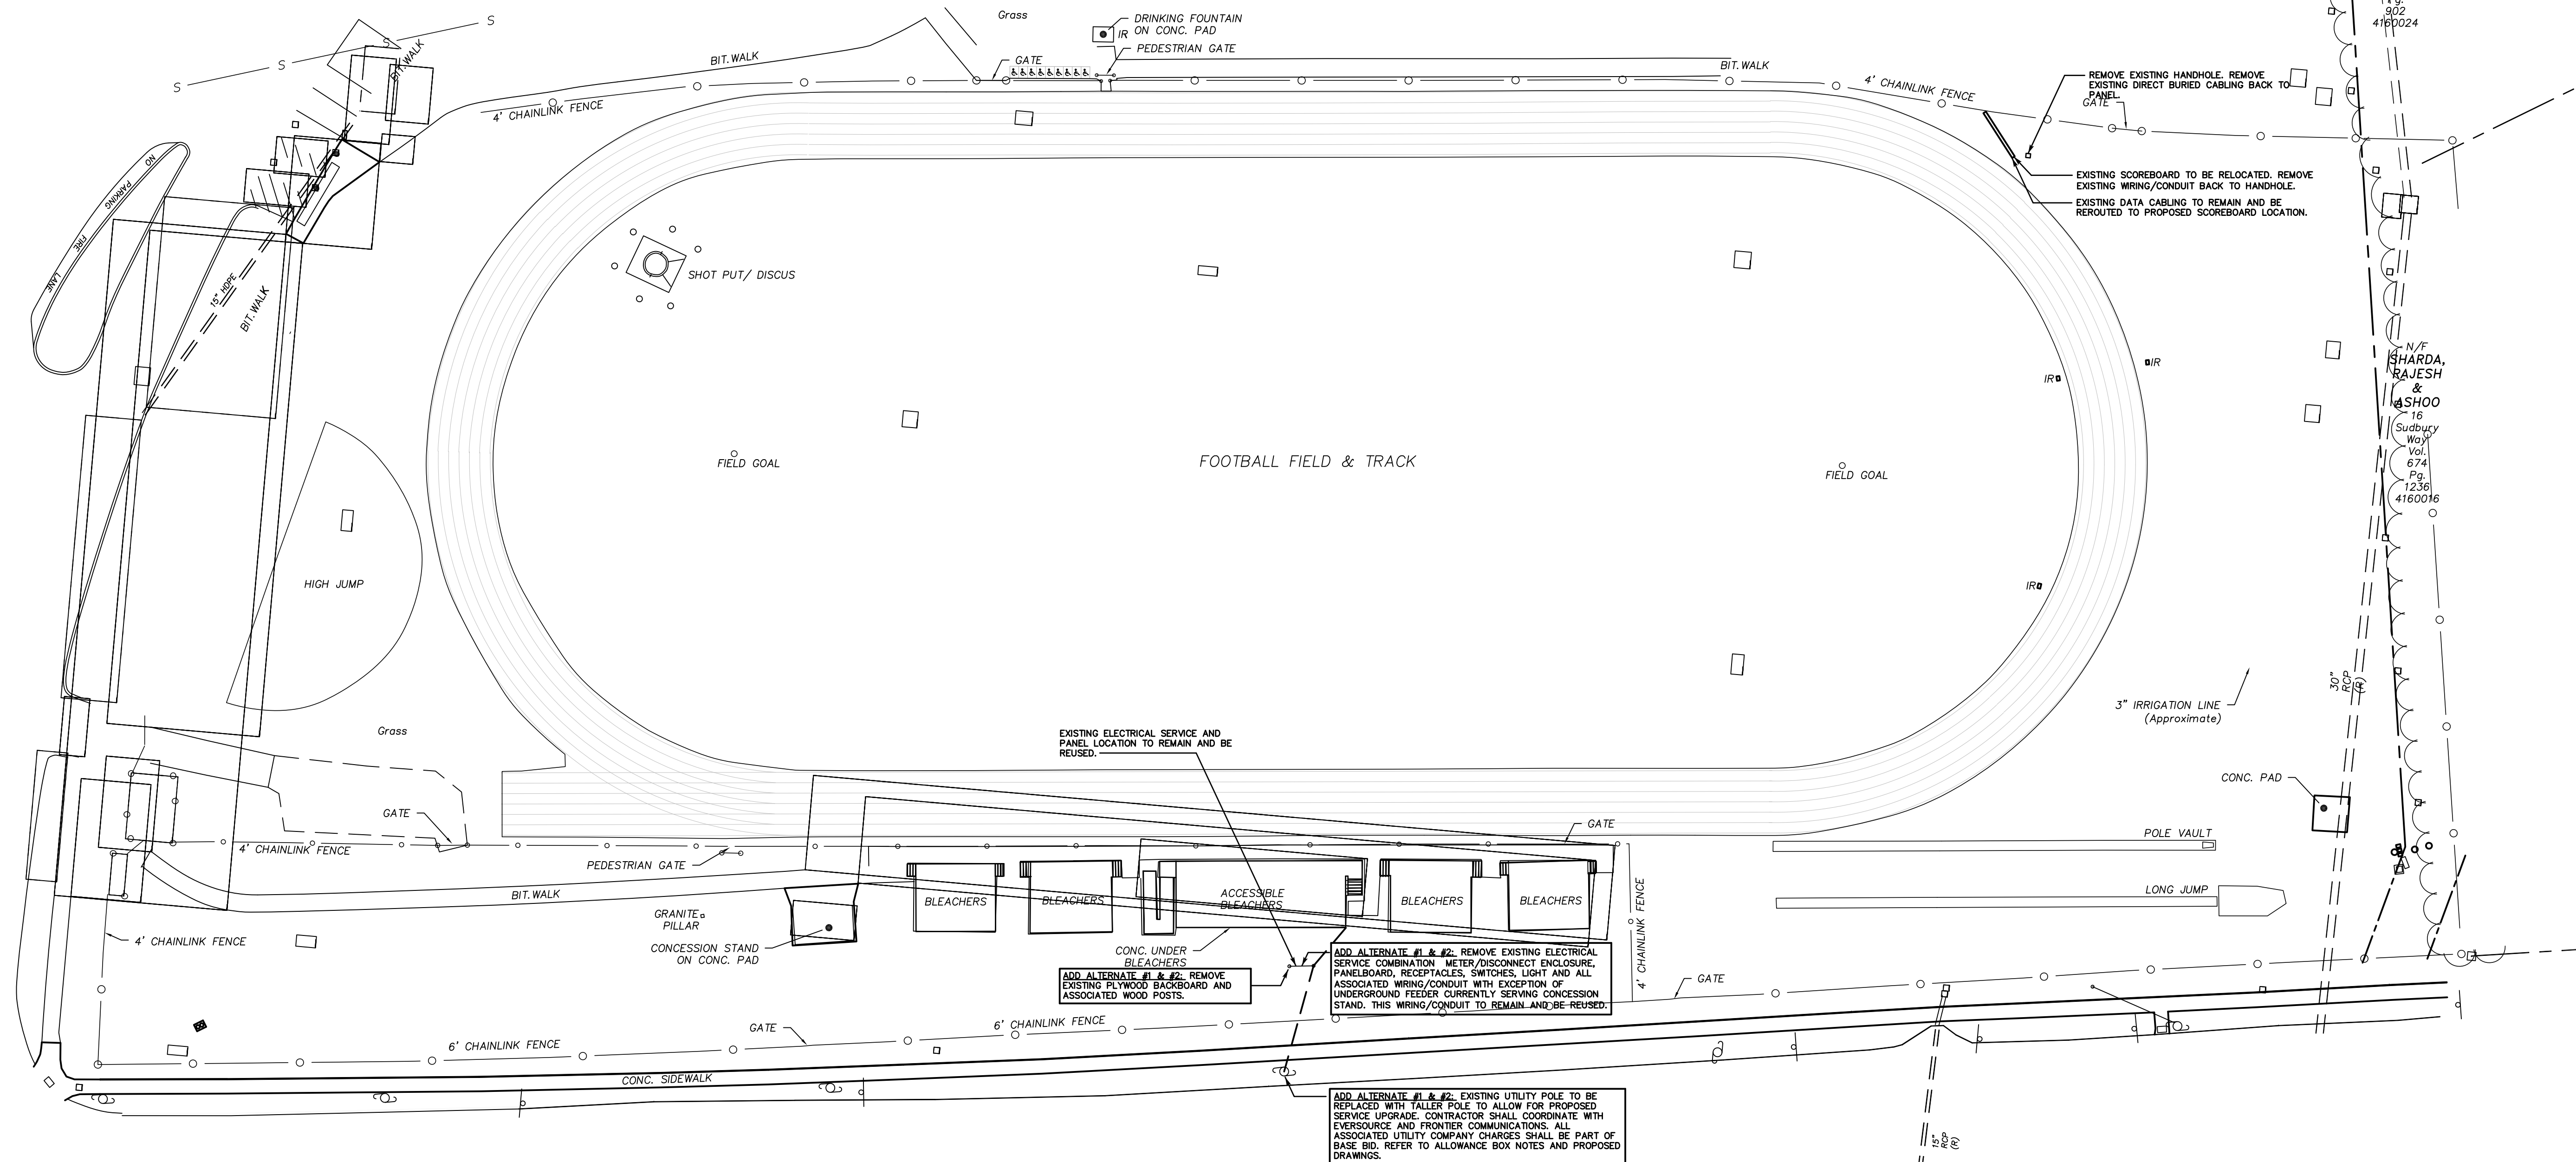 Grass
DRINKING FOUNTAIN
ON CONC. PAD
IR
PEDESTRIAN GATE
GATE
BIT.WALK
BIT.WALK
BIT.WALK
S
S
S
S
4' CHAINLINK FENCE
4' CHAINLINK FENCE
Pg.
902
4160024
REMOVE EXISTING HANDHOLE. REMOVE
EXISTING DIRECT BURIED CABLING BACK TO
PANEL.
GATE
EXISTING SCOREBOARD TO BE RELOCATED. REMOVE
EXISTING WIRING/CONDUIT BACK TO HANDHOLE.
EXISTING DATA CABLING TO REMAIN AND BE
REROUTED TO PROPOSED SCOREBOARD LOCATION.
NO
PARKING
FIRE
LANE
15" HDPE
BIT.WALK
SHOT PUT/ DISCUS
IR
IR
N/F
SHARDA,
RAJESH
&
ASHOO
16
Sudbury
Way
Vol.
674
Pg.
1236
4160016
FIELD GOAL
FOOTBALL FIELD & TRACK
FIELD GOAL
HIGH JUMP
IR
30"
RCP
(R)
3" IRRIGATION LINE
(Approximate)
Grass
EXISTING ELECTRICAL SERVICE AND
PANEL LOCATION TO REMAIN AND BE
REUSED.
CONC. PAD
GATE
GATE
POLE VAULT
4' CHAINLINK FENCE
PEDESTRIAN GATE
BIT.WALK
BLEACHERS
BLEACHERS
ACCESSIBLE
BLEACHERS
BLEACHERS
BLEACHERS
LONG JUMP
GRANITE
PILLAR
4' CHAINLINK FENCE
CONCESSION STAND
ON CONC. PAD
CONC. UNDER
BLEACHERS
4' CHAINLINK FENCE
ADD ALTERNATE #1 & #2: REMOVE
EXISTING PLYWOOD BACKBOARD AND
ASSOCIATED WOOD POSTS.
ADD ALTERNATE #1 & #2: REMOVE EXISTING ELECTRICAL
SERVICE COMBINATION METER/DISCONNECT ENCLOSURE,
PANELBOARD, RECEPTACLES, SWITCHES, LIGHT AND ALL
ASSOCIATED WIRING/CONDUIT WITH EXCEPTION OF
UNDERGROUND FEEDER CURRENTLY SERVING CONCESSION
STAND. THIS WIRING/CONDUIT TO REMAIN AND BE REUSED.
GATE
GATE
6' CHAINLINK FENCE
6' CHAINLINK FENCE
CONC. SIDEWALK
ADD ALTERNATE #1 & #2: EXISTING UTILITY POLE TO BE
REPLACED WITH TALLER POLE TO ALLOW FOR PROPOSED
SERVICE UPGRADE. CONTRACTOR SHALL COORDINATE WITH
EVERSOURCE AND FRONTIER COMMUNICATIONS. ALL
ASSOCIATED UTILITY COMPANY CHARGES SHALL BE PART OF
BASE BID. REFER TO ALLOWANCE BOX NOTES AND PROPOSED
DRAWINGS.
15"
RCP
(R)